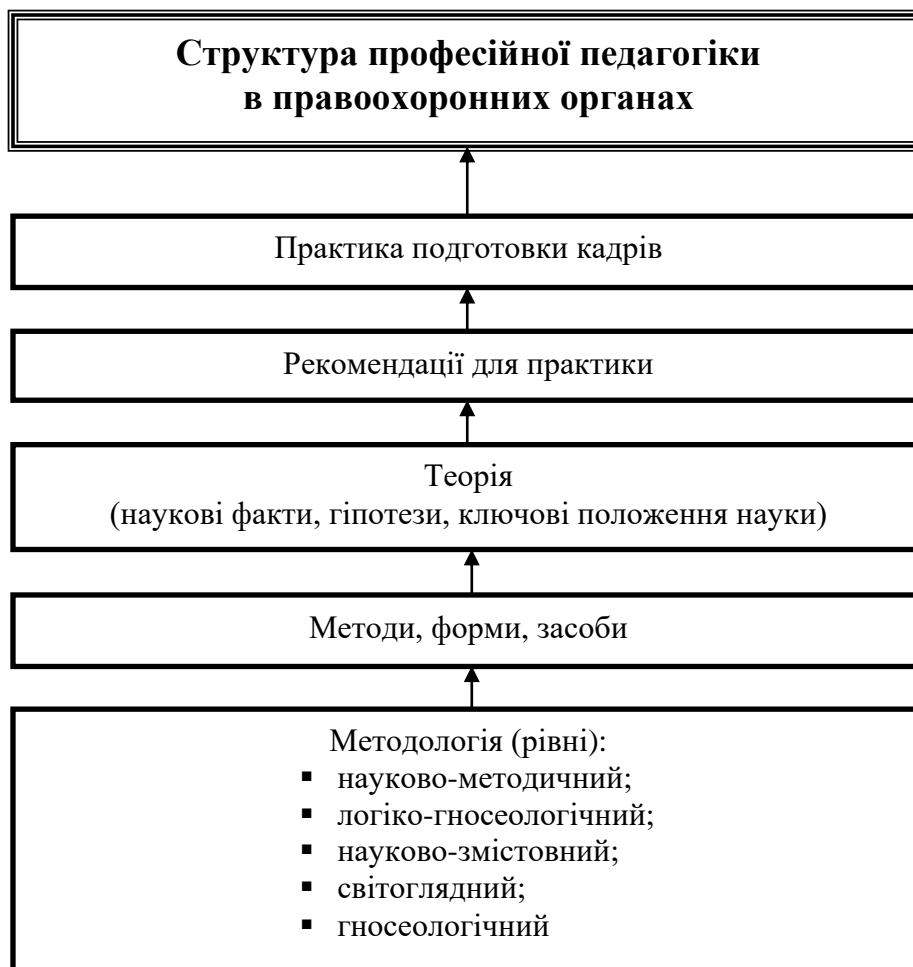 Структура професійної педагогіки
в правоохоронних органах
Практика подготовки кадрів
Рекомендації для практики
Теорія
(наукові факти, гіпотези, ключові положення науки)
Методи, форми, засоби
Методологія (рівні):
▪ науково-методичний;
▪ логіко-гносеологічний;
▪ науково-змістовний;
▪ світоглядний;
▪ гносеологічний